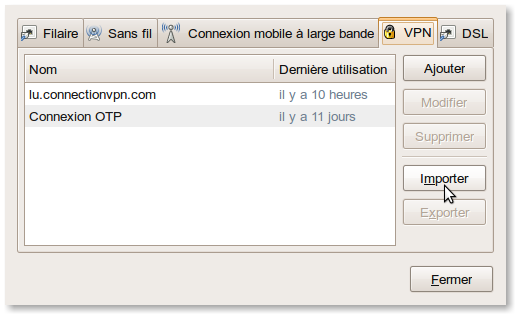 Filaire Sans fil Connexion mobile à large bande VPN DSL
Nom Dernière utilisation
lu.connectionvpn.com il y a 10 heures
Connexion OTP il y a 11 jours
Ajouter
Modifier
Supprimer
Importer
Exporter
Fermer